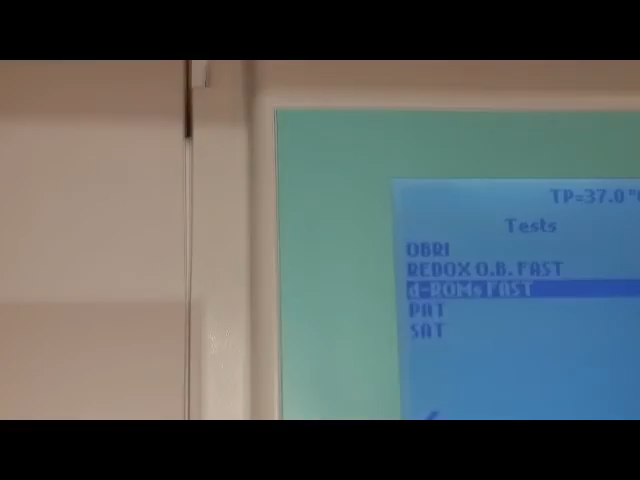 TP=37.0 °
Tests
OBRI
REDOX O.B. FAST
d-ROMs FAST
PAT
SAT